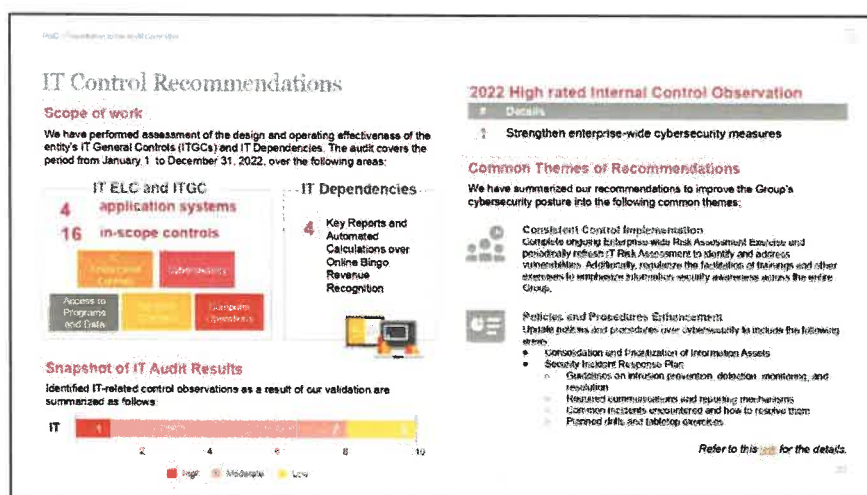 PwC | Presentation to the Audit Committee
IT Control Recommendations
Scope of work
We have performed assessment of the design and operating effectiveness of the
entity's IT General Controls (ITGCs) and IT Dependencies. The audit covers the
period from January 1 to December 31, 2022, over the following areas:
IT ELC and ITGC
4 application systems
16 in-scope controls
Cybersecurity
Access to
Programs
and Data
Computer
Operations
IT Dependencies
4 Key Reports and
Automated
Calculations over
Online Bingo
Revenue
Recognition
Snapshot of IT Audit Results
Identified IT-related control observations as a result of our validation are
summarized as follows:
IT 1
2 4 6 8 10
High Moderate Low
2022 High rated Internal Control Observation
# Details
1 Strengthen enterprise-wide cybersecurity measures
Common Themes of Recommendations
We have summarized our recommendations to improve the Group's
cybersecurity posture into the following common themes:
Consistent Control Implementation
Complete ongoing Enterprise-wide Risk Assessment Exercise and
periodically refresh IT Risk Assessment to identify and address
vulnerabilities. Additionally, regularize the facilitation of trainings and other
exercises to emphasize information security awareness across the entire
Group.
Policies and Procedures Enhancement
Update policies and procedures over cybersecurity to include the following
areas:
● Consolidation and Prioritization of Information Assets
● Security Incident Response Plan
○ Guidelines on intrusion prevention, detection, monitoring, and
resolution
○ Required communications and reporting mechanisms
○ Common incidents encountered and how to resolve them
○ Planned drills and tabletop exercises
Refer to this link for the details.